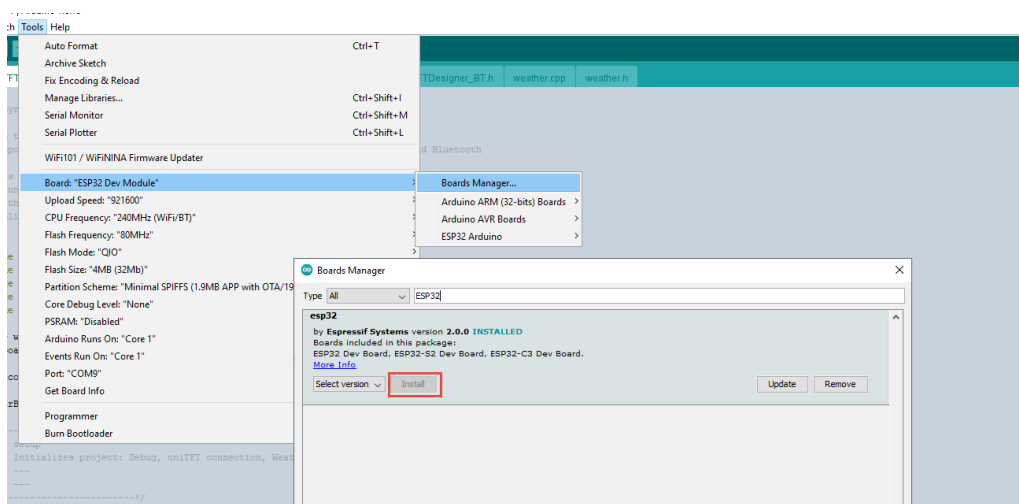 Tools Help
Auto Format Ctrl+T
Archive Sketch
Fix Encoding & Reload
Manage Libraries... Ctrl+Shift+I
Serial Monitor Ctrl+Shift+M
Serial Plotter Ctrl+Shift+L
WiFi101 / WiFiNINA Firmware Updater
Board: "ESP32 Dev Module"
Upload Speed: "921600"
CPU Frequency: "240MHz (WiFi/BT)"
Flash Frequency: "80MHz"
Flash Mode: "QIO"
Flash Size: "4MB (32Mb)"
Partition Scheme: "Minimal SPIFFS (1.9MB APP with OTA/19
Core Debug Level: "None"
PSRAM: "Disabled"
Arduino Runs On: "Core 1"
Events Run On: "Core 1"
Port: "COM9"
Get Board Info
Programmer
Burn Bootloader
TDesigner_BT.h weather.cpp weather.h
d Bluetooth
Boards Manager...
Arduino ARM (32-bits) Boards >
Arduino AVR Boards >
ESP32 Arduino >
Boards Manager
Type All ESP32
esp32
by Espressif Systems version 2.0.0 INSTALLED
Boards included in this package:
ESP32 Dev Board, ESP32-S2 Dev Board, ESP32-C3 Dev Board.
More Info
Select version Install Update Remove
setup
Initializes project: Debug, uniTFT connection, Weat
---
---
-----------------------*/